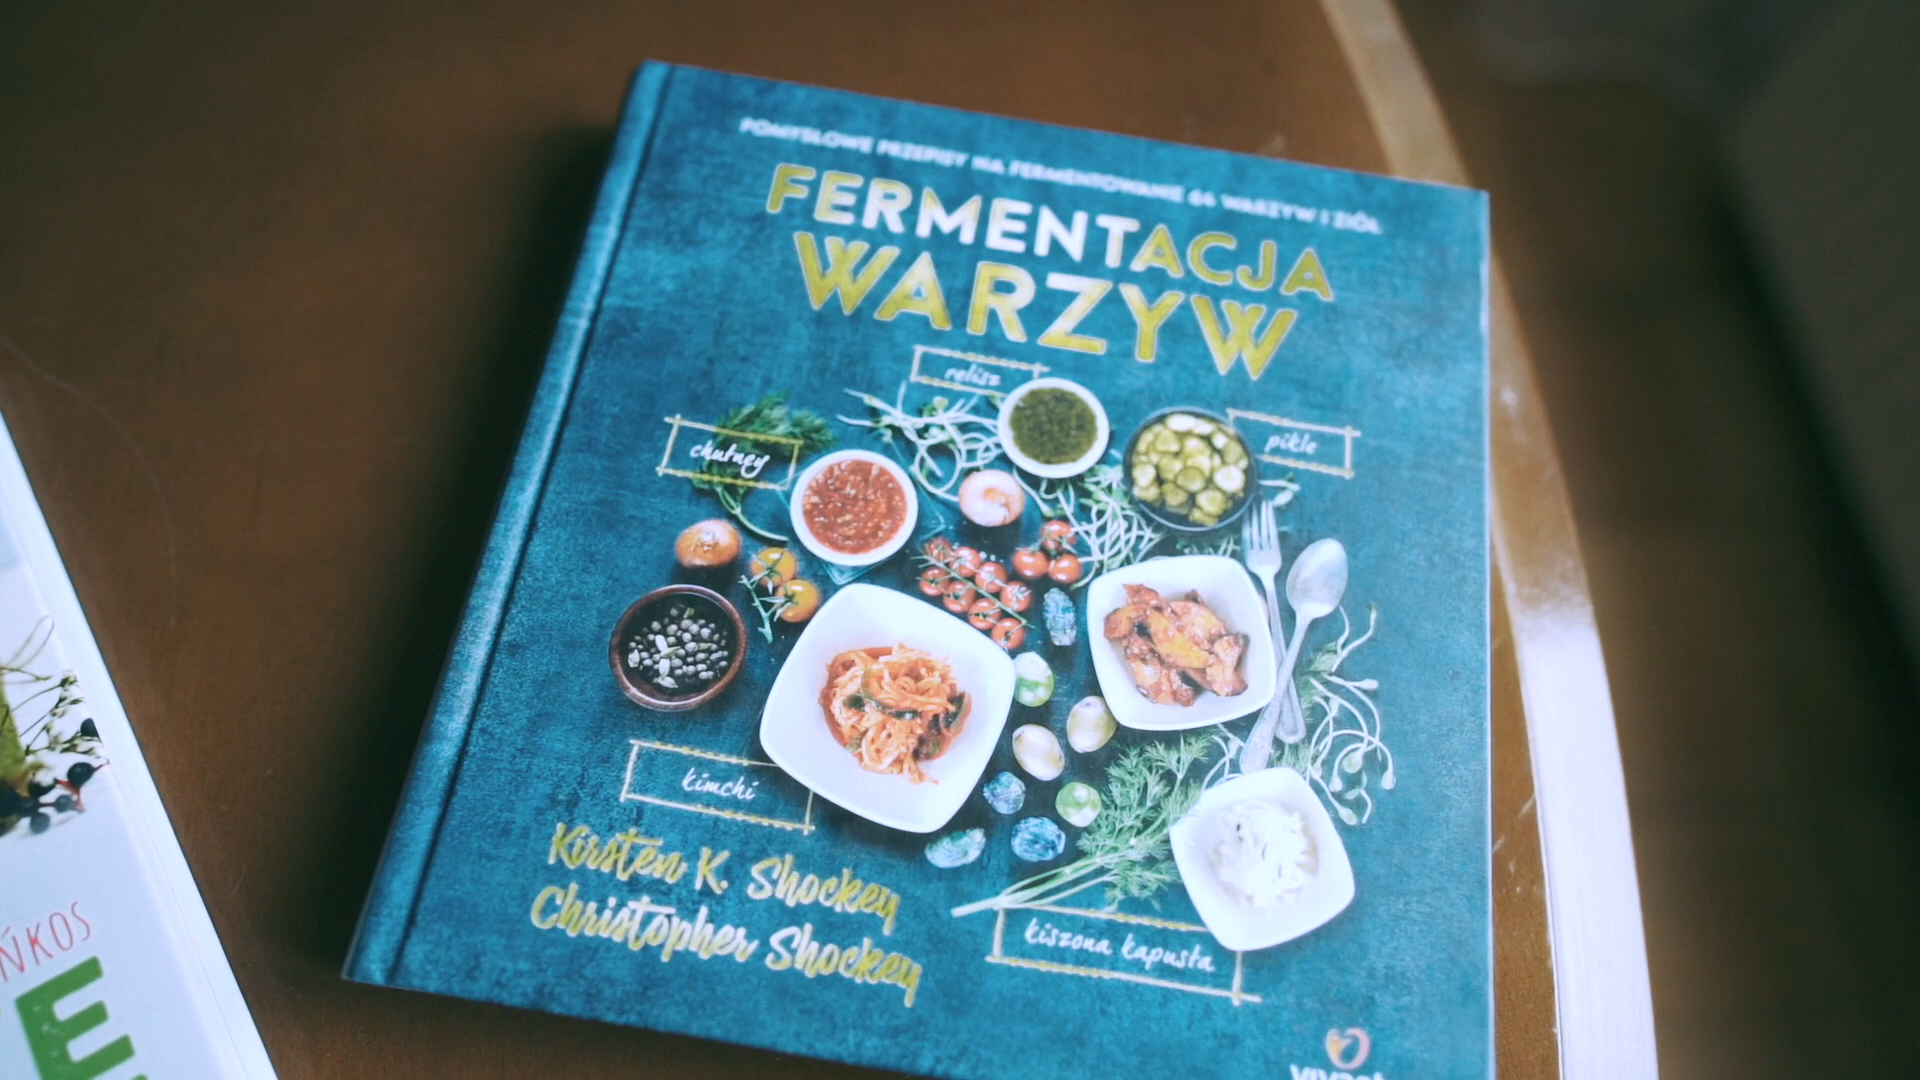 POMYSŁOWE PRZEPISY NA FERMENTOWANIE 64 WARZYW I ZIÓŁ
FERMENTACJA
WARZYW
relisz
chutney
pikle
kimchi
Kirsten K. Shockey
Christopher Shockey
kiszona kapusta